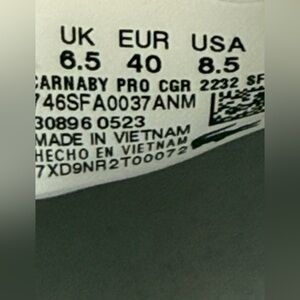 UK EUR USA
6.5 40 8.5
CARNABY PRO CGR 2232 SF
746SFA0037ANM
30896 0523
MADE IN VIETNAM
HECHO EN VIETNAM
7XD9NR2T00072